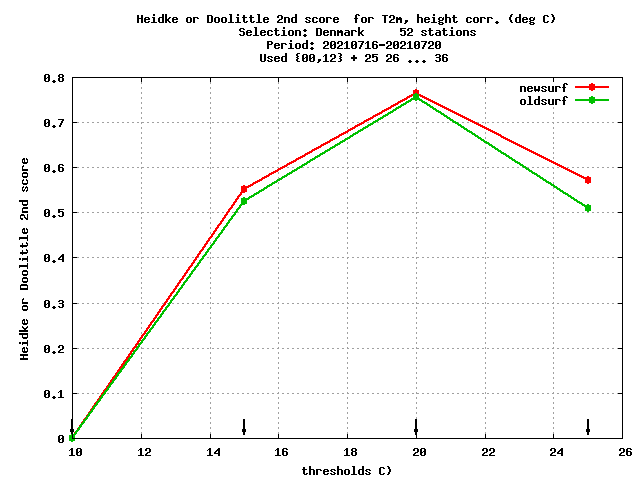 Heidke or Doolittle 2nd score  for T2m, height corr. (deg C)
Selection: Denmark     52 stations
Period: 20210716-20210720
Used {00,12} + 25 26 ... 36
newsurf
oldsurf
0.8
0.7
0.6
0.5
0.4
0.3
0.2
0.1
0
Heidke or Doolittle 2nd score
10 12 14 16 18 20 22 24 26
thresholds C)